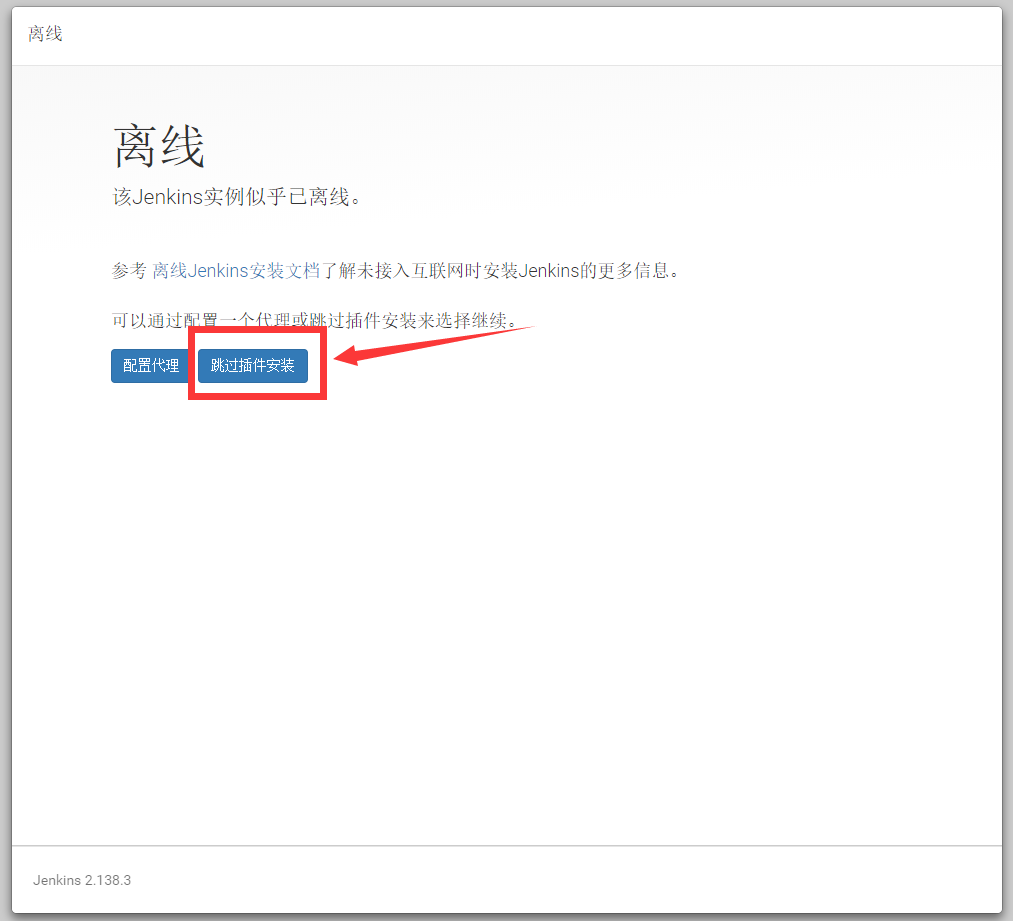 离线
离线
该Jenkins实例似乎已离线。
参考 离线Jenkins安装文档了解未接入互联网时安装Jenkins的更多信息。
可以通过配置一个代理或跳过插件安装来选择继续。
配置代理 跳过插件安装
Jenkins 2.138.3